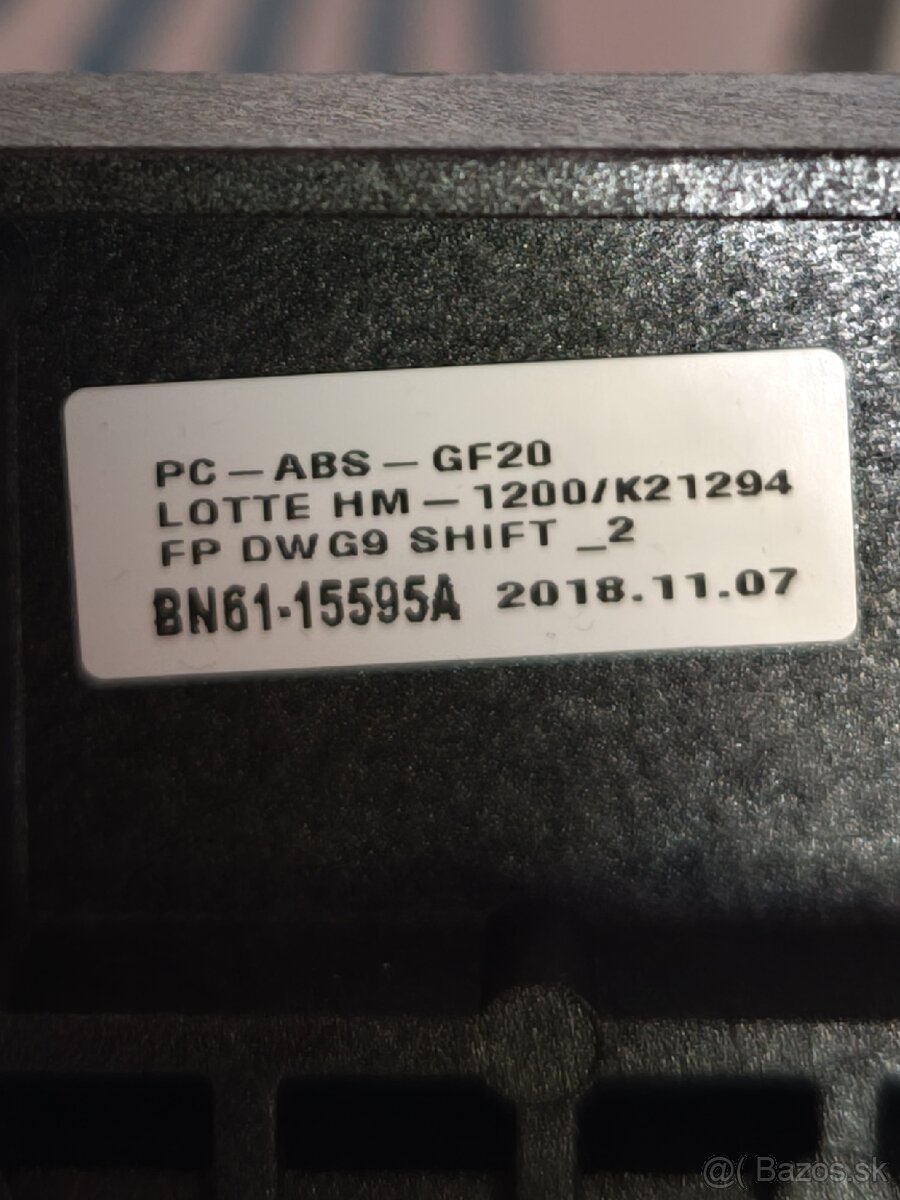 PC-ABS-GF20
LOTTE HM-1200/K21294
FP DWG9 SHIFT _2
BN61-15595A 2018.11.07
@( Bazos.sk